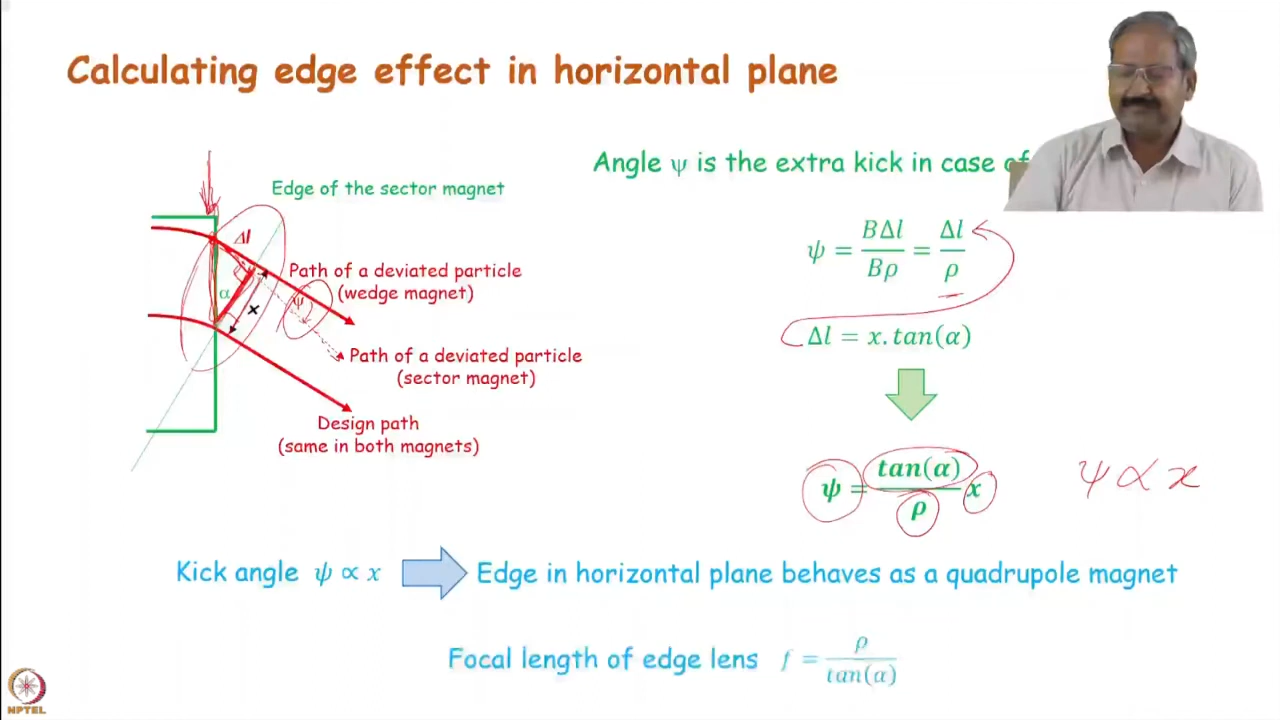 Calculating edge effect in horizontal plane
Edge of the sector magnet
Δl
Path of a deviated particle
(wedge magnet)
α
x
ψ
Path of a deviated particle
(sector magnet)
Design path
(same in both magnets)
Angle ψ is the extra kick in case of
ψ = BΔl / Bρ = Δl / ρ
Δl = x.tan(α)
ψ = tan(α) / ρ x
ψ ∝ x
Kick angle ψ ∝ x
Edge in horizontal plane behaves as a quadrupole magnet
Focal length of edge lens f = ρ / tan(α)
NPTEL